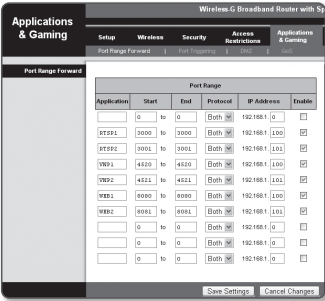 Wireless-G Broadband Router with Sp
Applications
& Gaming
Setup Wireless Security Access Restrictions Applications & Gaming
Port Range Forward | Port Triggering | DMZ | QoS
Port Range Forward
Port Range
Application Start End Protocol IP Address Enable
0 to 0 Both 192.168.1. 0
RTSP1 3000 to 3000 Both 192.168.1. 100
RTSP2 3001 to 3001 Both 192.168.1. 101
VNP1 4520 to 4520 Both 192.168.1. 100
VNP2 4521 to 4521 Both 192.168.1. 101
WEB1 8080 to 8080 Both 192.168.1. 100
WEB2 8081 to 8081 Both 192.168.1. 101
0 to 0 Both 192.168.1. 0
0 to 0 Both 192.168.1. 0
0 to 0 Both 192.168.1. 0
Save Settings Cancel Changes